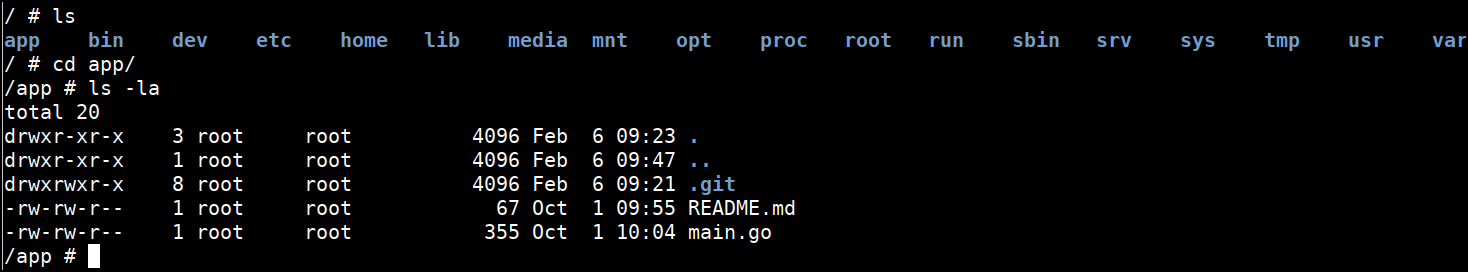 / # ls
app    bin    dev    etc    home   lib    media  mnt    opt    proc   root   run    sbin   srv    sys    tmp    usr    var
/ # cd app/
/app # ls -la
total 20
drwxr-xr-x    3 root     root          4096 Feb  6 09:23 .
drwxr-xr-x    1 root     root          4096 Feb  6 09:47 ..
drwxrwxr-x    8 root     root          4096 Feb  6 09:21 .git
-rw-rw-r--    1 root     root            67 Oct  1 09:55 README.md
-rw-rw-r--    1 root     root           355 Oct  1 10:04 main.go
/app #